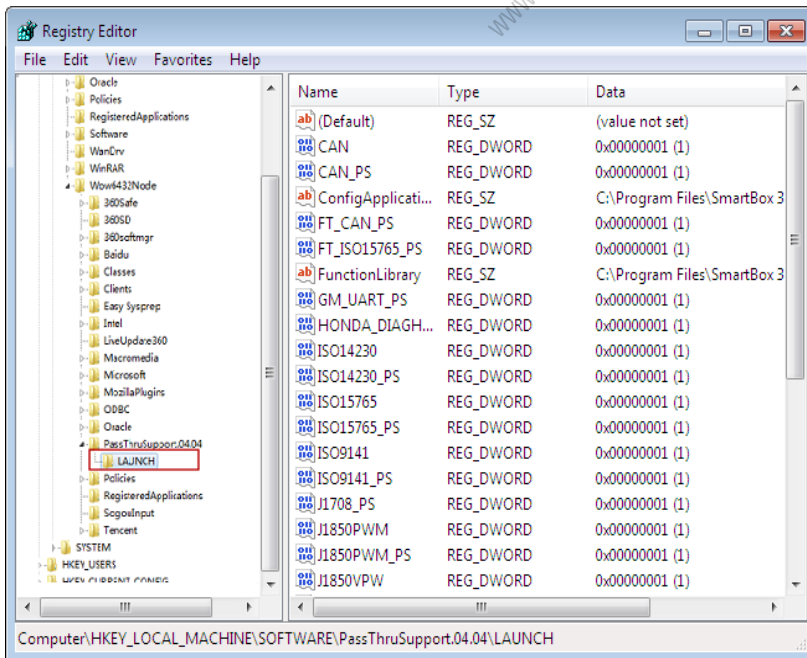 www.
Registry Editor
File Edit View Favorites Help
Oracle
Policies
RegisteredApplications
Software
WanDrv
WinRAR
Wow6432Node
360Safe
360SD
360softmgr
Baidu
Classes
Clients
Easy Sysprep
Intel
LiveUpdate360
Macromedia
Microsoft
MozillaPlugins
ODBC
Oracle
PassThruSupport.04.04
LAUNCH
Policies
RegisteredApplications
SogouInput
Tencent
SYSTEM
HKEY_USERS
HKEY_CURRENT_CONFIG
Name Type Data
(Default) REG_SZ (value not set)
CAN REG_DWORD 0x00000001 (1)
CAN_PS REG_DWORD 0x00000001 (1)
ConfigApplicati... REG_SZ C:\Program Files\SmartBox 3
FT_CAN_PS REG_DWORD 0x00000001 (1)
FT_ISO15765_PS REG_DWORD 0x00000001 (1)
FunctionLibrary REG_SZ C:\Program Files\SmartBox 3
GM_UART_PS REG_DWORD 0x00000001 (1)
HONDA_DIAGH... REG_DWORD 0x00000001 (1)
ISO14230 REG_DWORD 0x00000001 (1)
ISO14230_PS REG_DWORD 0x00000001 (1)
ISO15765 REG_DWORD 0x00000001 (1)
ISO15765_PS REG_DWORD 0x00000001 (1)
ISO9141 REG_DWORD 0x00000001 (1)
ISO9141_PS REG_DWORD 0x00000001 (1)
J1708_PS REG_DWORD 0x00000001 (1)
J1850PWM REG_DWORD 0x00000001 (1)
J1850PWM_PS REG_DWORD 0x00000001 (1)
J1850VPW REG_DWORD 0x00000001 (1)
Computer\HKEY_LOCAL_MACHINE\SOFTWARE\PassThruSupport.04.04\LAUNCH